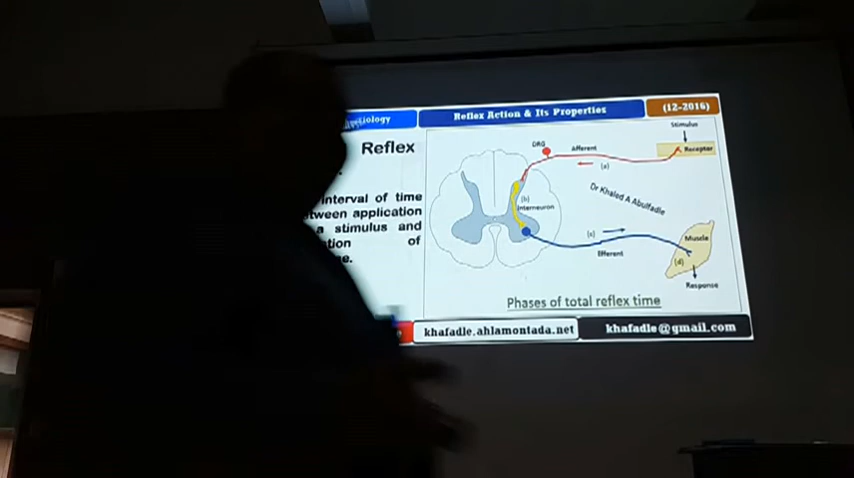 Reflex Action & Its Properties
(12-2016)
Reflex
interval of time
between application
a stimulus and
of
Stimulus
DRG
Afferent
Receptor
(a)
(b)
Interneuron
Dr Khaled A Abulfadle
(c)
Efferent
Muscle
(d)
Response
Phases of total reflex time
khafadle.ahlamontada.net
khafadle@gmail.com